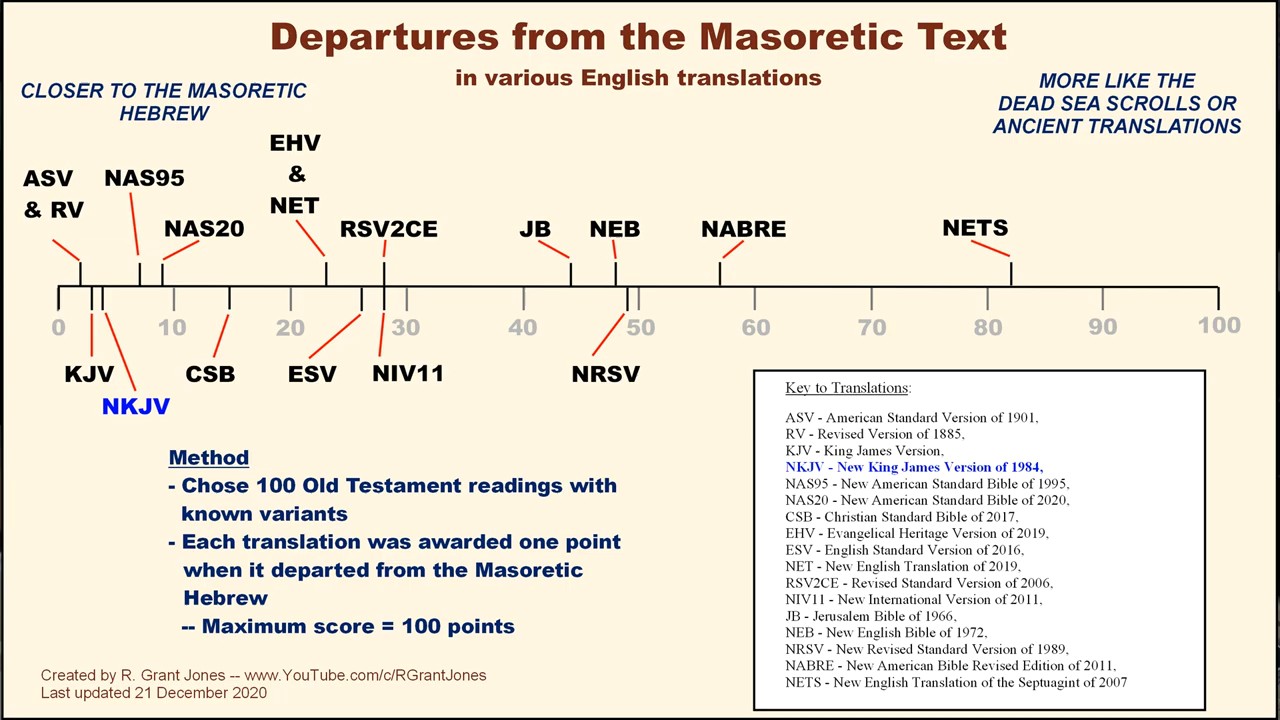 Departures from the Masoretic Text
in various English translations
CLOSER TO THE MASORETIC
HEBREW
MORE LIKE THE
DEAD SEA SCROLLS OR
ANCIENT TRANSLATIONS
ASV
& RV
NAS95
NAS20
EHV
&
NET
RSV2CE
JB
NEB
NABRE
NETS
0
10
20
30
40
50
60
70
80
90
100
KJV
NKJV
CSB
ESV
NIV11
NRSV
Method
- Chose 100 Old Testament readings with
known variants
- Each translation was awarded one point
when it departed from the Masoretic
Hebrew
-- Maximum score = 100 points
Key to Translations:
ASV - American Standard Version of 1901,
RV - Revised Version of 1885,
KJV - King James Version,
NKJV - New King James Version of 1984,
NAS95 - New American Standard Bible of 1995,
NAS20 - New American Standard Bible of 2020,
CSB - Christian Standard Bible of 2017,
EHV - Evangelical Heritage Version of 2019,
ESV - English Standard Version of 2016,
NET - New English Translation of 2019,
RSV2CE - Revised Standard Version of 2006,
NIV11 - New International Version of 2011,
JB - Jerusalem Bible of 1966,
NEB - New English Bible of 1972,
NRSV - New Revised Standard Version of 1989,
NABRE - New American Bible Revised Edition of 2011,
NETS - New English Translation of the Septuagint of 2007
Created by R. Grant Jones -- www.YouTube.com/c/RGrantJones
Last updated 21 December 2020